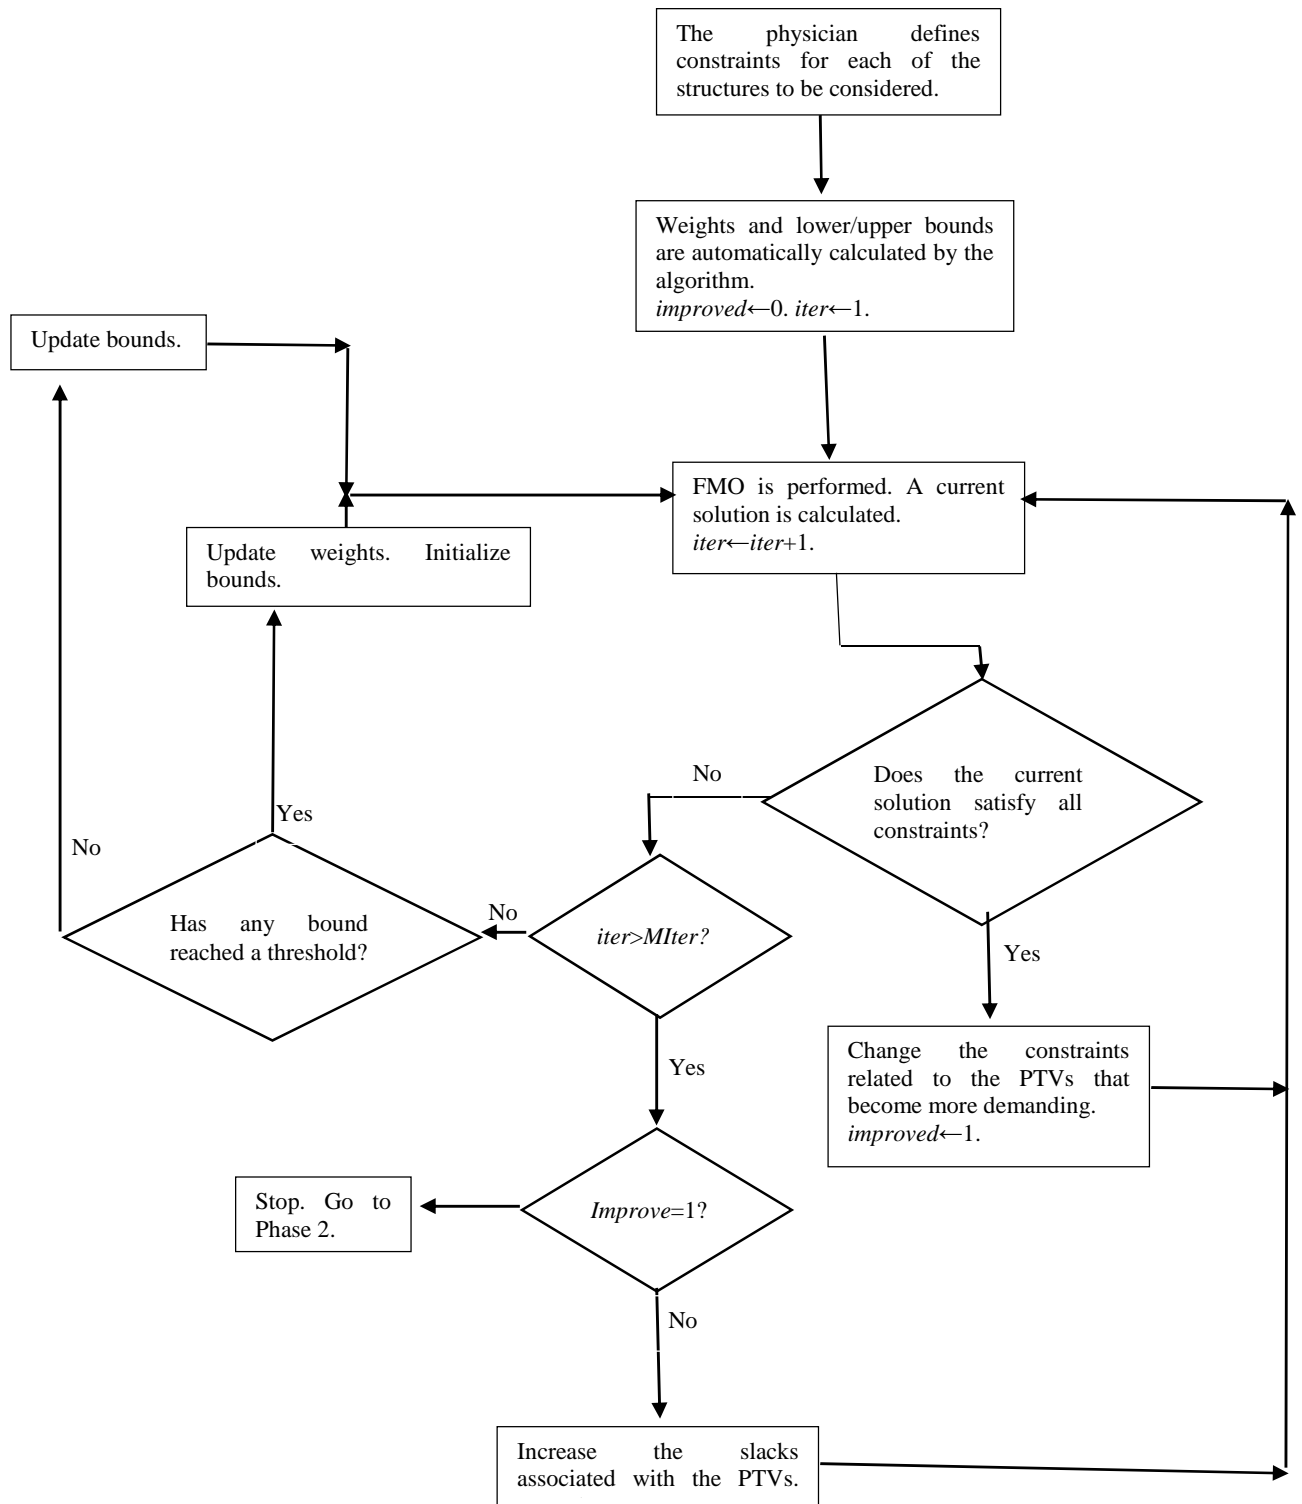 The physician defines
constraints for each of the
structures to be considered.
Weights and lower/upper bounds
are automatically calculated by the
algorithm.
improved←0. iter←1.
Update bounds.
FMO is performed. A current
solution is calculated.
iter←iter+1.
Update weights. Initialize
bounds.
No
Does the current
solution satisfy all
constraints?
Yes
No
Has any bound
reached a threshold?
No
iter>MIter?
Yes
Change the constraints
related to the PTVs that
become more demanding.
improved←1.
Yes
Stop. Go to
Phase 2.
Improve=1?
No
Increase the slacks
associated with the PTVs.